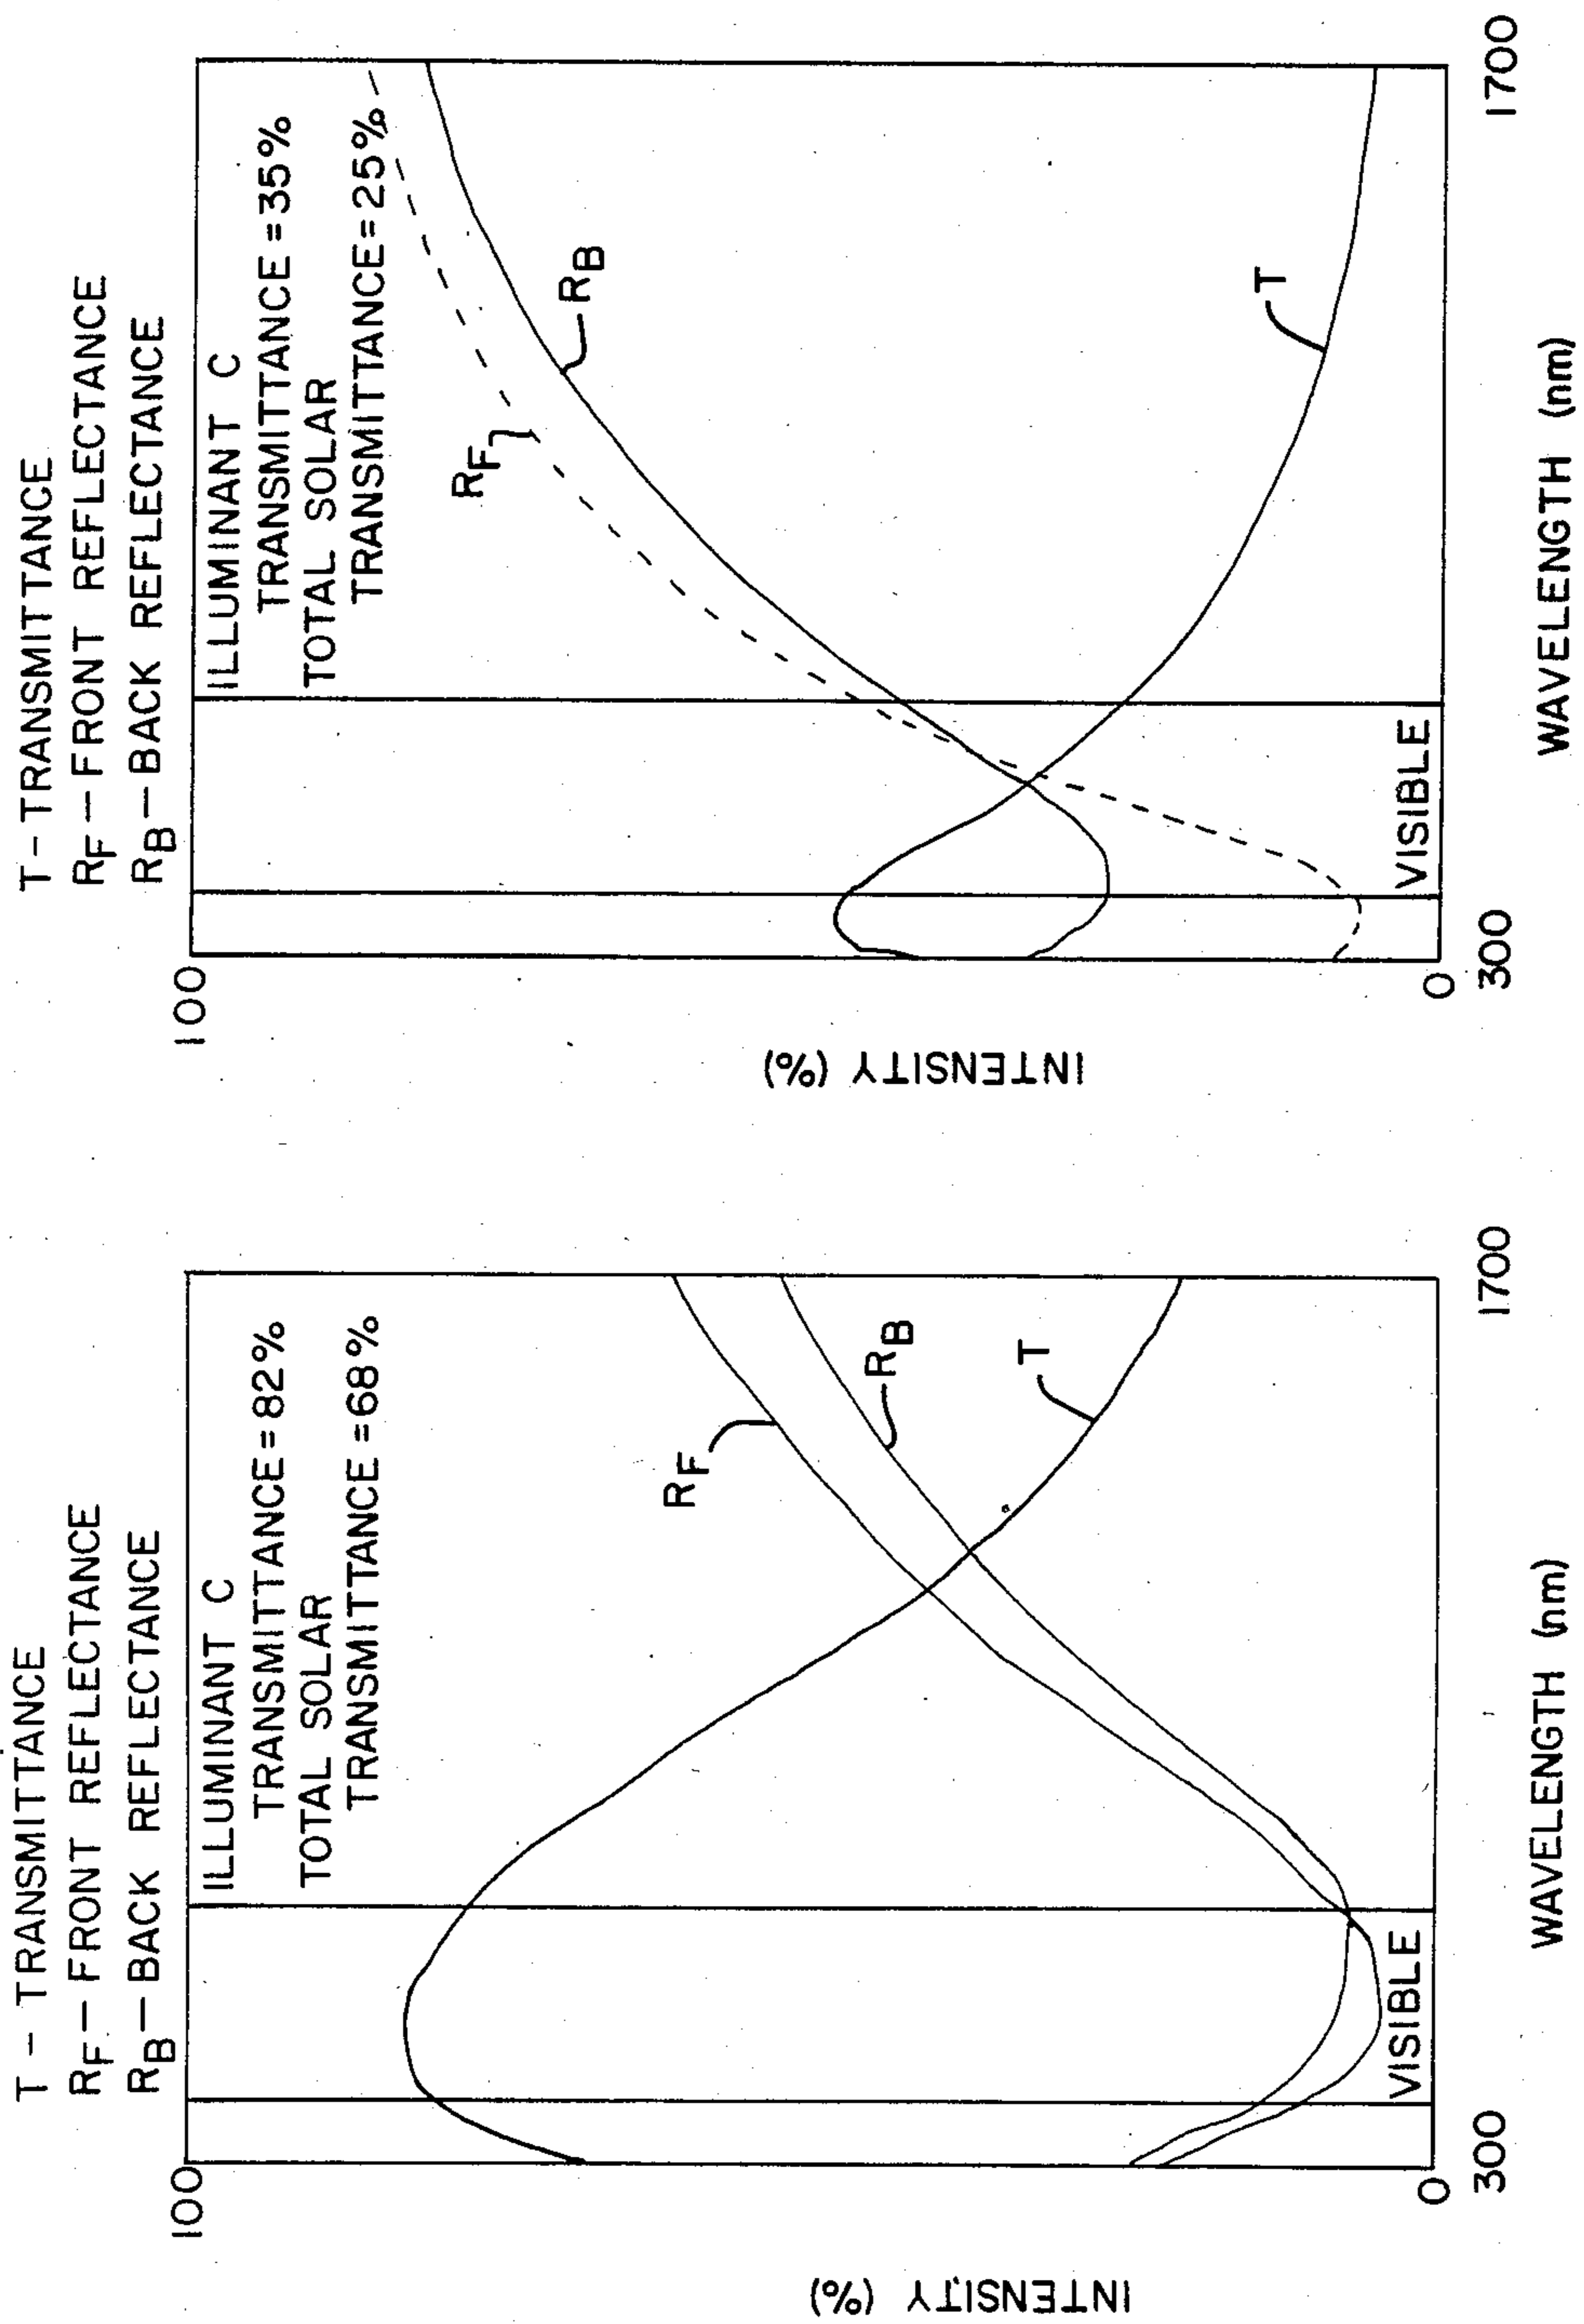 T - TRANSMITTANCE
RF - FRONT REFLECTANCE
RB - BACK REFLECTANCE
100
ILLUMINANT C
TRANSMITTANCE = 82%
TOTAL SOLAR
TRANSMITTANCE = 68%
RF
RB
T
INTENSITY (%)
VISIBLE
0
300
1700
WAVELENGTH (nm)
T - TRANSMITTANCE
RF - FRONT REFLECTANCE
RB - BACK REFLECTANCE
100
ILLUMINANT C
TRANSMITTANCE = 35%
TOTAL SOLAR
TRANSMITTANCE = 25%
RF
RB
T
INTENSITY (%)
VISIBLE
0
300
1700
WAVELENGTH (nm)